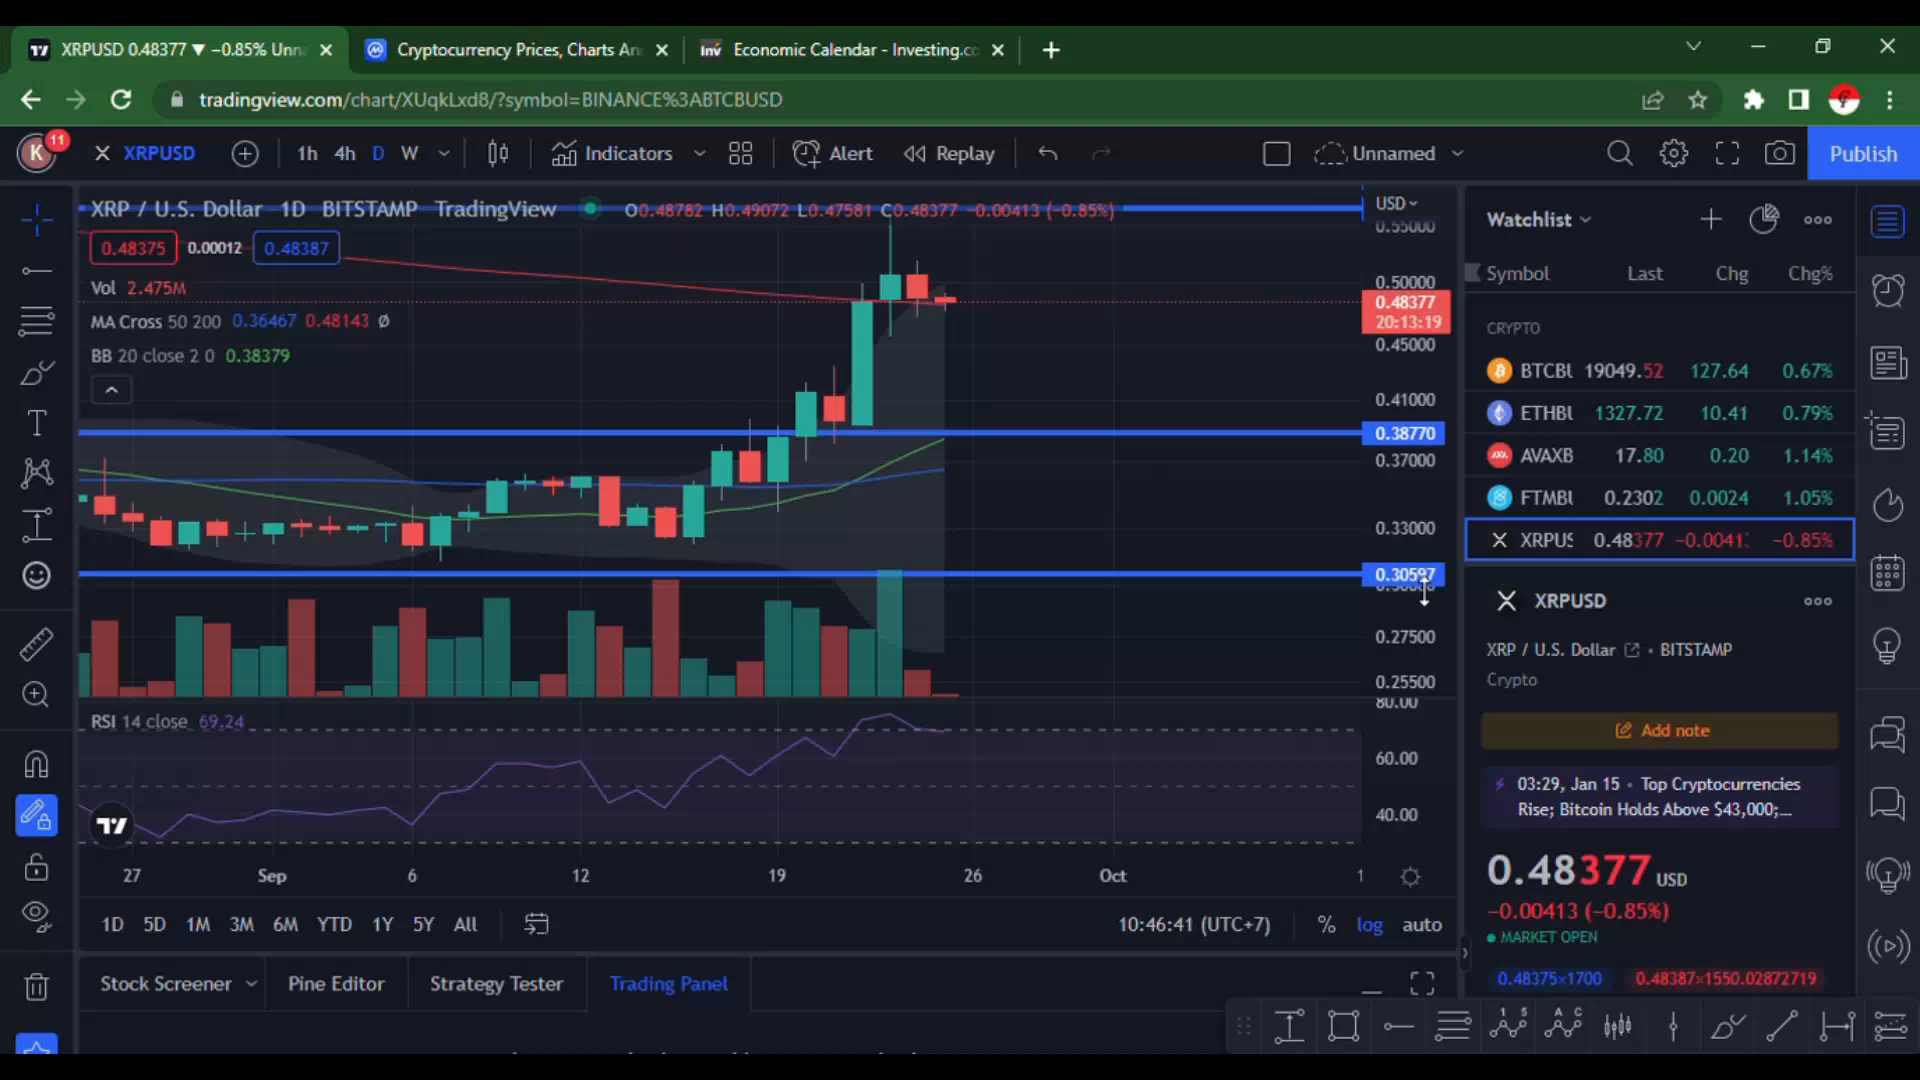 XRPUSD 0.48377 ▼ −0.85% Unna
Cryptocurrency Prices, Charts An
Inv Economic Calendar - Investing.co
tradingview.com/chart/XUqkLxd8/?symbol=BINANCE%3ABTCBUSD
K 11 XRPUSD 1h 4h D W Indicators Alert Replay Unnamed Publish
XRP / U.S. Dollar 1D BITSTAMP TradingView O0.48782 H0.49072 L0.47581 C0.48377 −0.00413 (−0.85%)
0.48375 0.00012 0.48387
Vol 2.475M
MA Cross 50 200 0.36467 0.48143 Ø
BB 20 close 2 0 0.38379
USD
0.55000
0.50000
0.48377
20:13:19
0.45000
0.41000
0.38770
0.37000
0.33000
0.30597
0.27500
0.25500
80.00
RSI 14 close 69.24
60.00
40.00
27 Sep 6 12 19 26 Oct 1
1D 5D 1M 3M 6M YTD 1Y 5Y All
10:46:41 (UTC+7) % log auto
Stock Screener Pine Editor Strategy Tester Trading Panel
Watchlist
Symbol Last Chg Chg%
CRYPTO
BTCBU 19049.52 127.64 0.67%
ETHBU 1327.72 10.41 0.79%
AVAXB 17.80 0.20 1.14%
FTMBU 0.2302 0.0024 1.05%
XRPUS 0.48377 −0.0041 −0.85%
XRPUSD
XRP / U.S. Dollar • BITSTAMP
Crypto
Add note
03:29, Jan 15 • Top Cryptocurrencies
Rise; Bitcoin Holds Above $43,000;...
0.48377 USD
−0.00413 (−0.85%)
MARKET OPEN
0.48375×1700 0.48387×1550.02872719